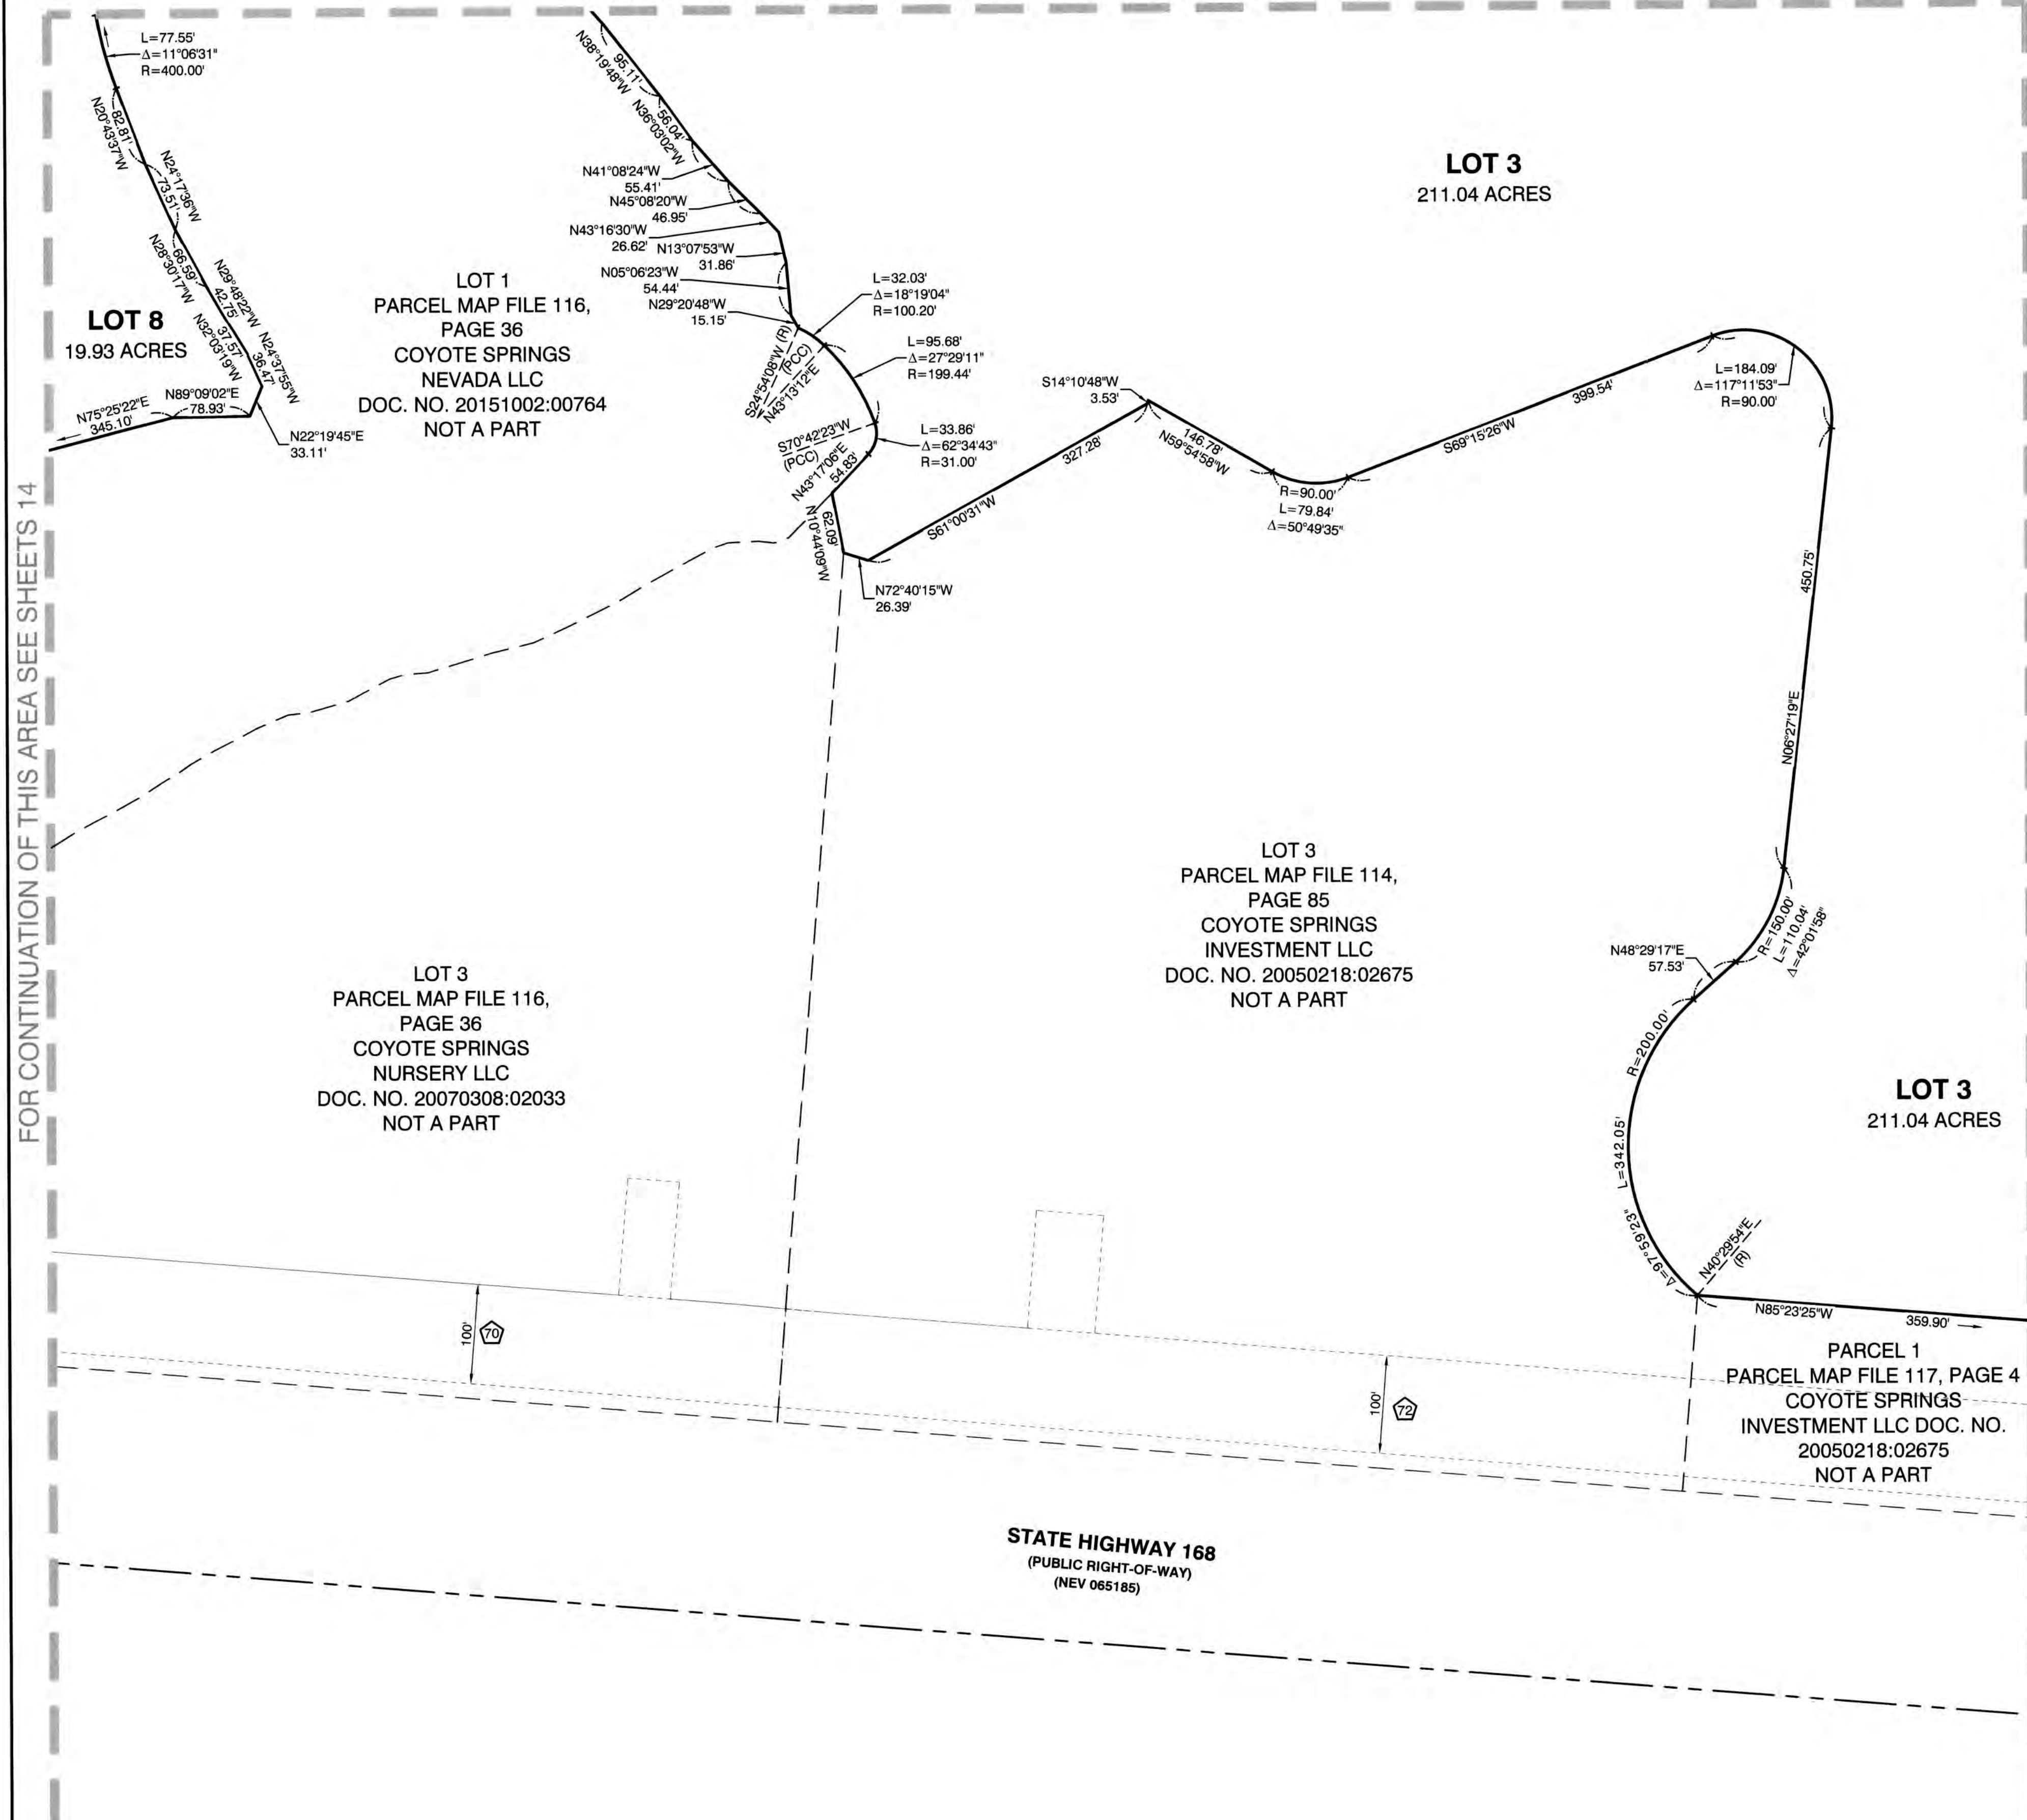 L=77.55'
Δ=11°06'31"
R=400.00'
82.81'
N20°43'37"W
N24°17'36"W
73.51'
66.59'
N28°30'17"W
N29°48'22"W
42.75'
37.57'
N32°03'19"W
N24°37'55"W
36.47'
LOT 8
19.93 ACRES
N75°25'22"E
345.10'
N89°09'02"E
78.93'
N22°19'45"E
33.11'
LOT 1
PARCEL MAP FILE 116,
PAGE 36
COYOTE SPRINGS
NEVADA LLC
DOC. NO. 20151002:00764
NOT A PART
95.11'
N38°19'48"W
56.04'
N36°03'02"W
N41°08'24"W
55.41'
N45°08'20"W
46.95'
N43°16'30"W
26.62'
N13°07'53"W
31.86'
N05°06'23"W
54.44'
N29°20'48"W
15.15'
L=32.03'
Δ=18°19'04"
R=100.20'
S24°54'08"W (R)
(PCC)
N43°13'12"E
L=95.68'
Δ=27°29'11"
R=199.44'
S70°42'23"W
(PCC)
L=33.86'
Δ=62°34'43"
R=31.00'
N43°17'06"E
54.83'
62.09'
N10°44'09"W
N72°40'15"W
26.39'
327.28'
S61°00'31"W
S14°10'48"W
3.53'
146.78'
N59°54'58"W
R=90.00'
L=79.84'
Δ=50°49'35"
399.54'
S69°15'26"W
L=184.09'
Δ=117°11'53"
R=90.00'
LOT 3
211.04 ACRES
450.75'
N06°27'19"E
R=150.00'
L=110.04'
Δ=42°01'58"
N48°29'17"E
57.53'
R=200.00'
L=342.05'
Δ=97°59'23"
N40°29'54"E
(R)
LOT 3
211.04 ACRES
N85°23'25"W
359.90'
LOT 3
PARCEL MAP FILE 114,
PAGE 85
COYOTE SPRINGS
INVESTMENT LLC
DOC. NO. 20050218:02675
NOT A PART
LOT 3
PARCEL MAP FILE 116,
PAGE 36
COYOTE SPRINGS
NURSERY LLC
DOC. NO. 20070308:02033
NOT A PART
100'
70
100'
72
PARCEL 1
PARCEL MAP FILE 117, PAGE 4
COYOTE SPRINGS
INVESTMENT LLC DOC. NO.
20050218:02675
NOT A PART
STATE HIGHWAY 168
(PUBLIC RIGHT-OF-WAY)
(NEV 065185)
FOR CONTINUATION OF THIS AREA SEE SHEETS 14